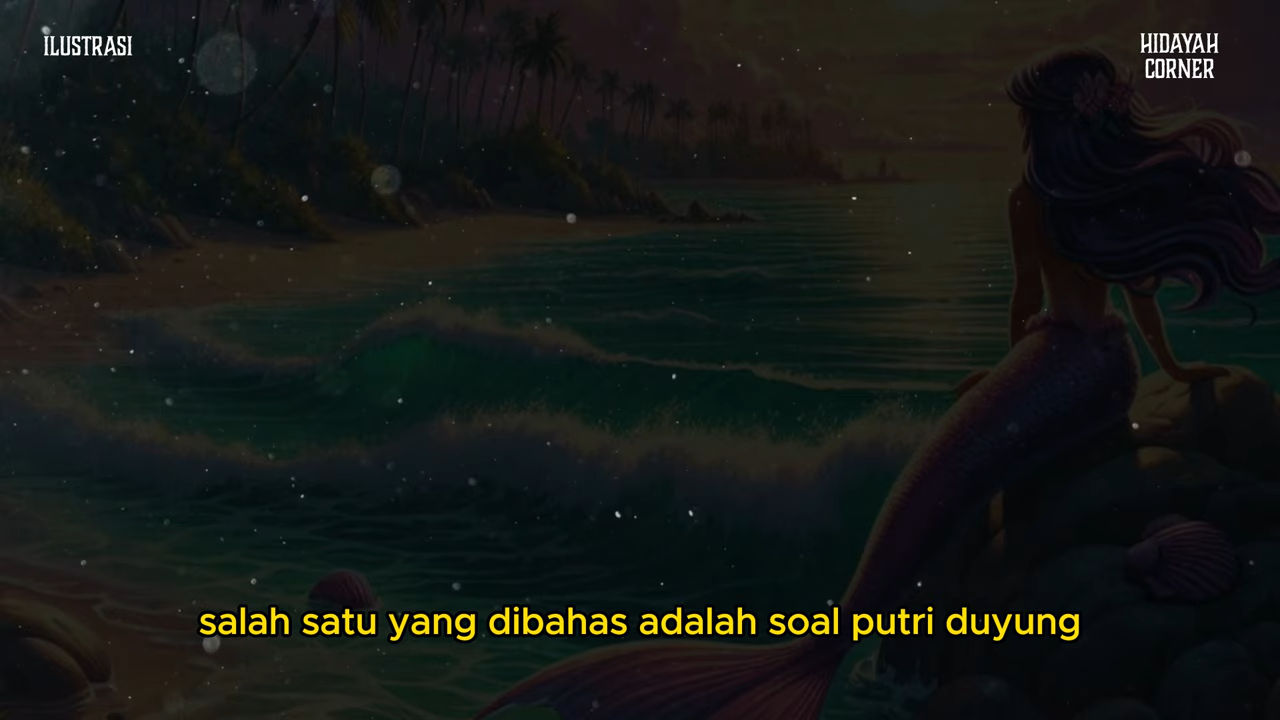 ILUSTRASI
HIDAYAH
CORNER
salah satu yang dibahas adalah soal putri duyung